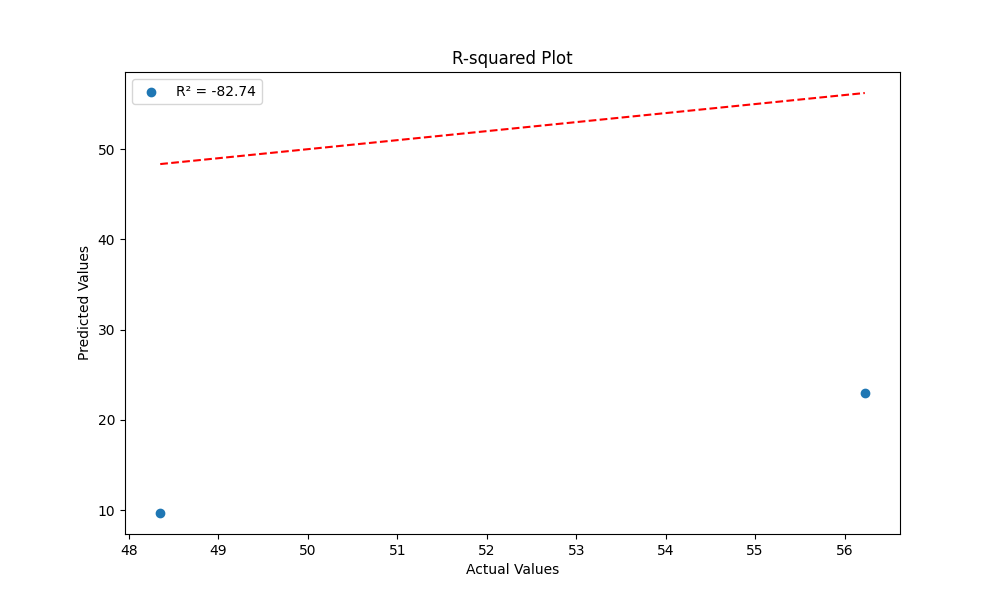 R-squared Plot
R² = -82.74
Predicted Values
50
40
30
20
10
48 49 50 51 52 53 54 55 56
Actual Values